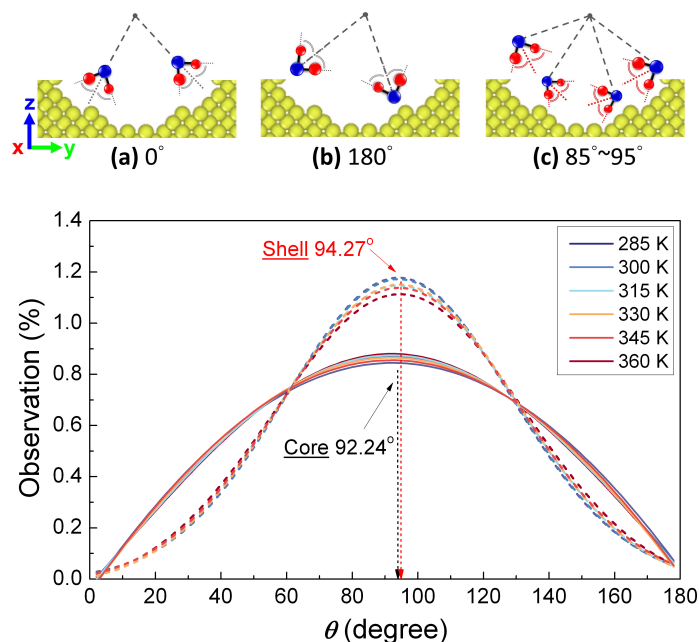 z
x
y
(a) 0°
(b) 180°
(c) 85°~95°
1.4
1.2
1.0
0.8
0.6
0.4
0.2
0.0
Observation (%)
Shell 94.27°
Core 92.24°
285 K
300 K
315 K
330 K
345 K
360 K
0 20 40 60 80 100 120 140 160 180
θ (degree)